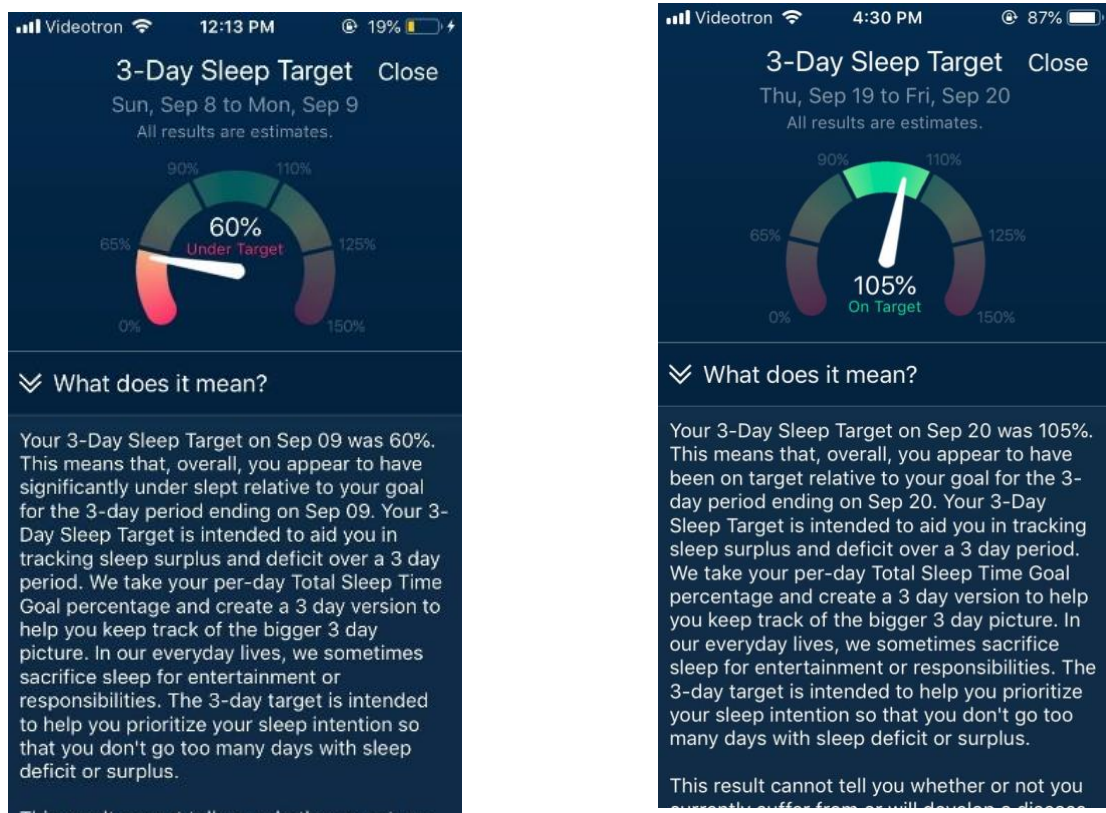 Videotron 12:13 PM 19%
3-Day Sleep Target Close
Sun, Sep 8 to Mon, Sep 9
All results are estimates.
90% 110%
60%
65% Under Target 125%
0% 150%
What does it mean?
Your 3-Day Sleep Target on Sep 09 was 60%.
This means that, overall, you appear to have
significantly under slept relative to your goal
for the 3-day period ending on Sep 09. Your 3-
Day Sleep Target is intended to aid you in
tracking sleep surplus and deficit over a 3 day
period. We take your per-day Total Sleep Time
Goal percentage and create a 3 day version to
help you keep track of the bigger 3 day
picture. In our everyday lives, we sometimes
sacrifice sleep for entertainment or
responsibilities. The 3-day target is intended
to help you prioritize your sleep intention so
that you don't go too many days with sleep
deficit or surplus.
Videotron 4:30 PM 87%
3-Day Sleep Target Close
Thu, Sep 19 to Fri, Sep 20
All results are estimates.
90% 110%
65% 125%
105%
On Target
0% 150%
What does it mean?
Your 3-Day Sleep Target on Sep 20 was 105%.
This means that, overall, you appear to have
been on target relative to your goal for the 3-
day period ending on Sep 20. Your 3-Day
Sleep Target is intended to aid you in tracking
sleep surplus and deficit over a 3 day period.
We take your per-day Total Sleep Time Goal
percentage and create a 3 day version to help
you keep track of the bigger 3 day picture. In
our everyday lives, we sometimes sacrifice
sleep for entertainment or responsibilities. The
3-day target is intended to help you prioritize
your sleep intention so that you don't go too
many days with sleep deficit or surplus.
This result cannot tell you whether or not you
currently suffer from or will develop a disease